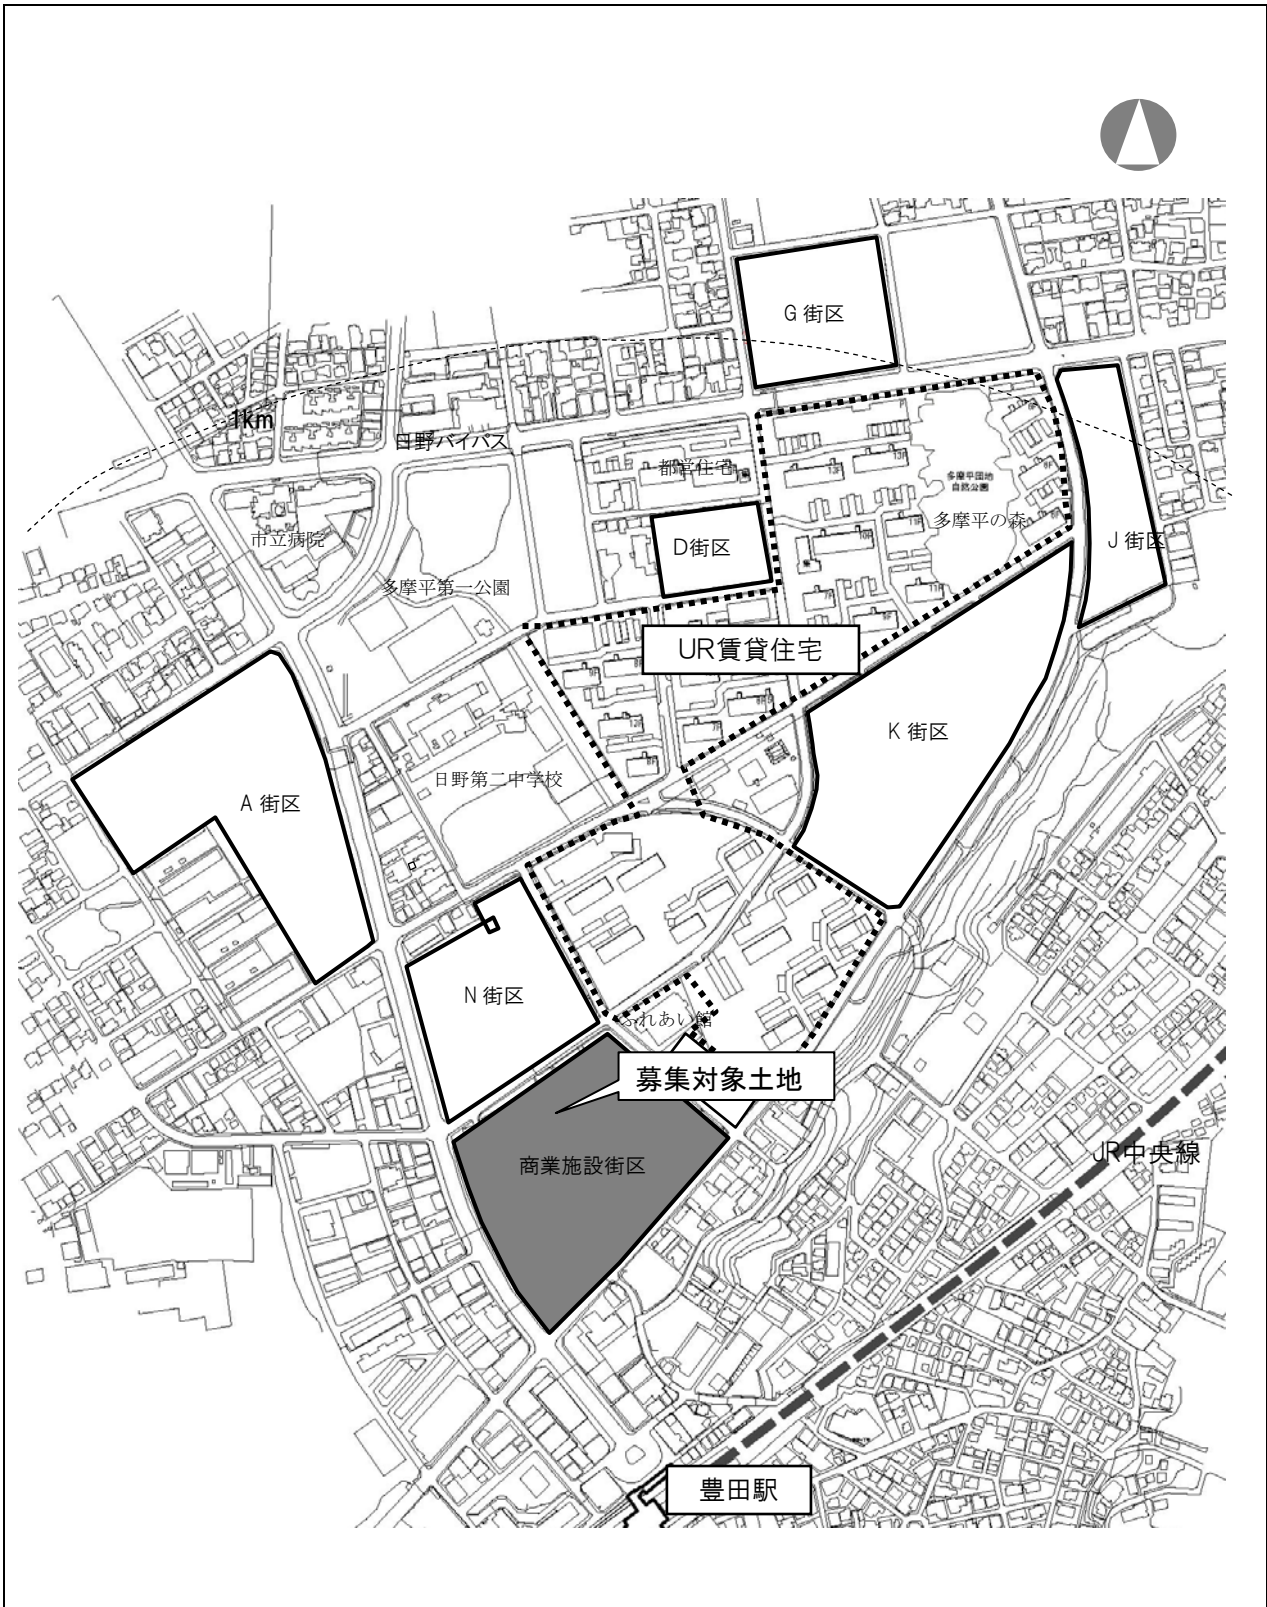 G 街区
1km
日野バイパス
都営住宅
多摩平団地
自然公園
多摩平の森
市立病院
D街区
J 街区
多摩平第一公園
UR賃貸住宅
K 街区
日野第二中学校
A 街区
N 街区
ふれあい館
募集対象土地
JR中央線
商業施設街区
豊田駅